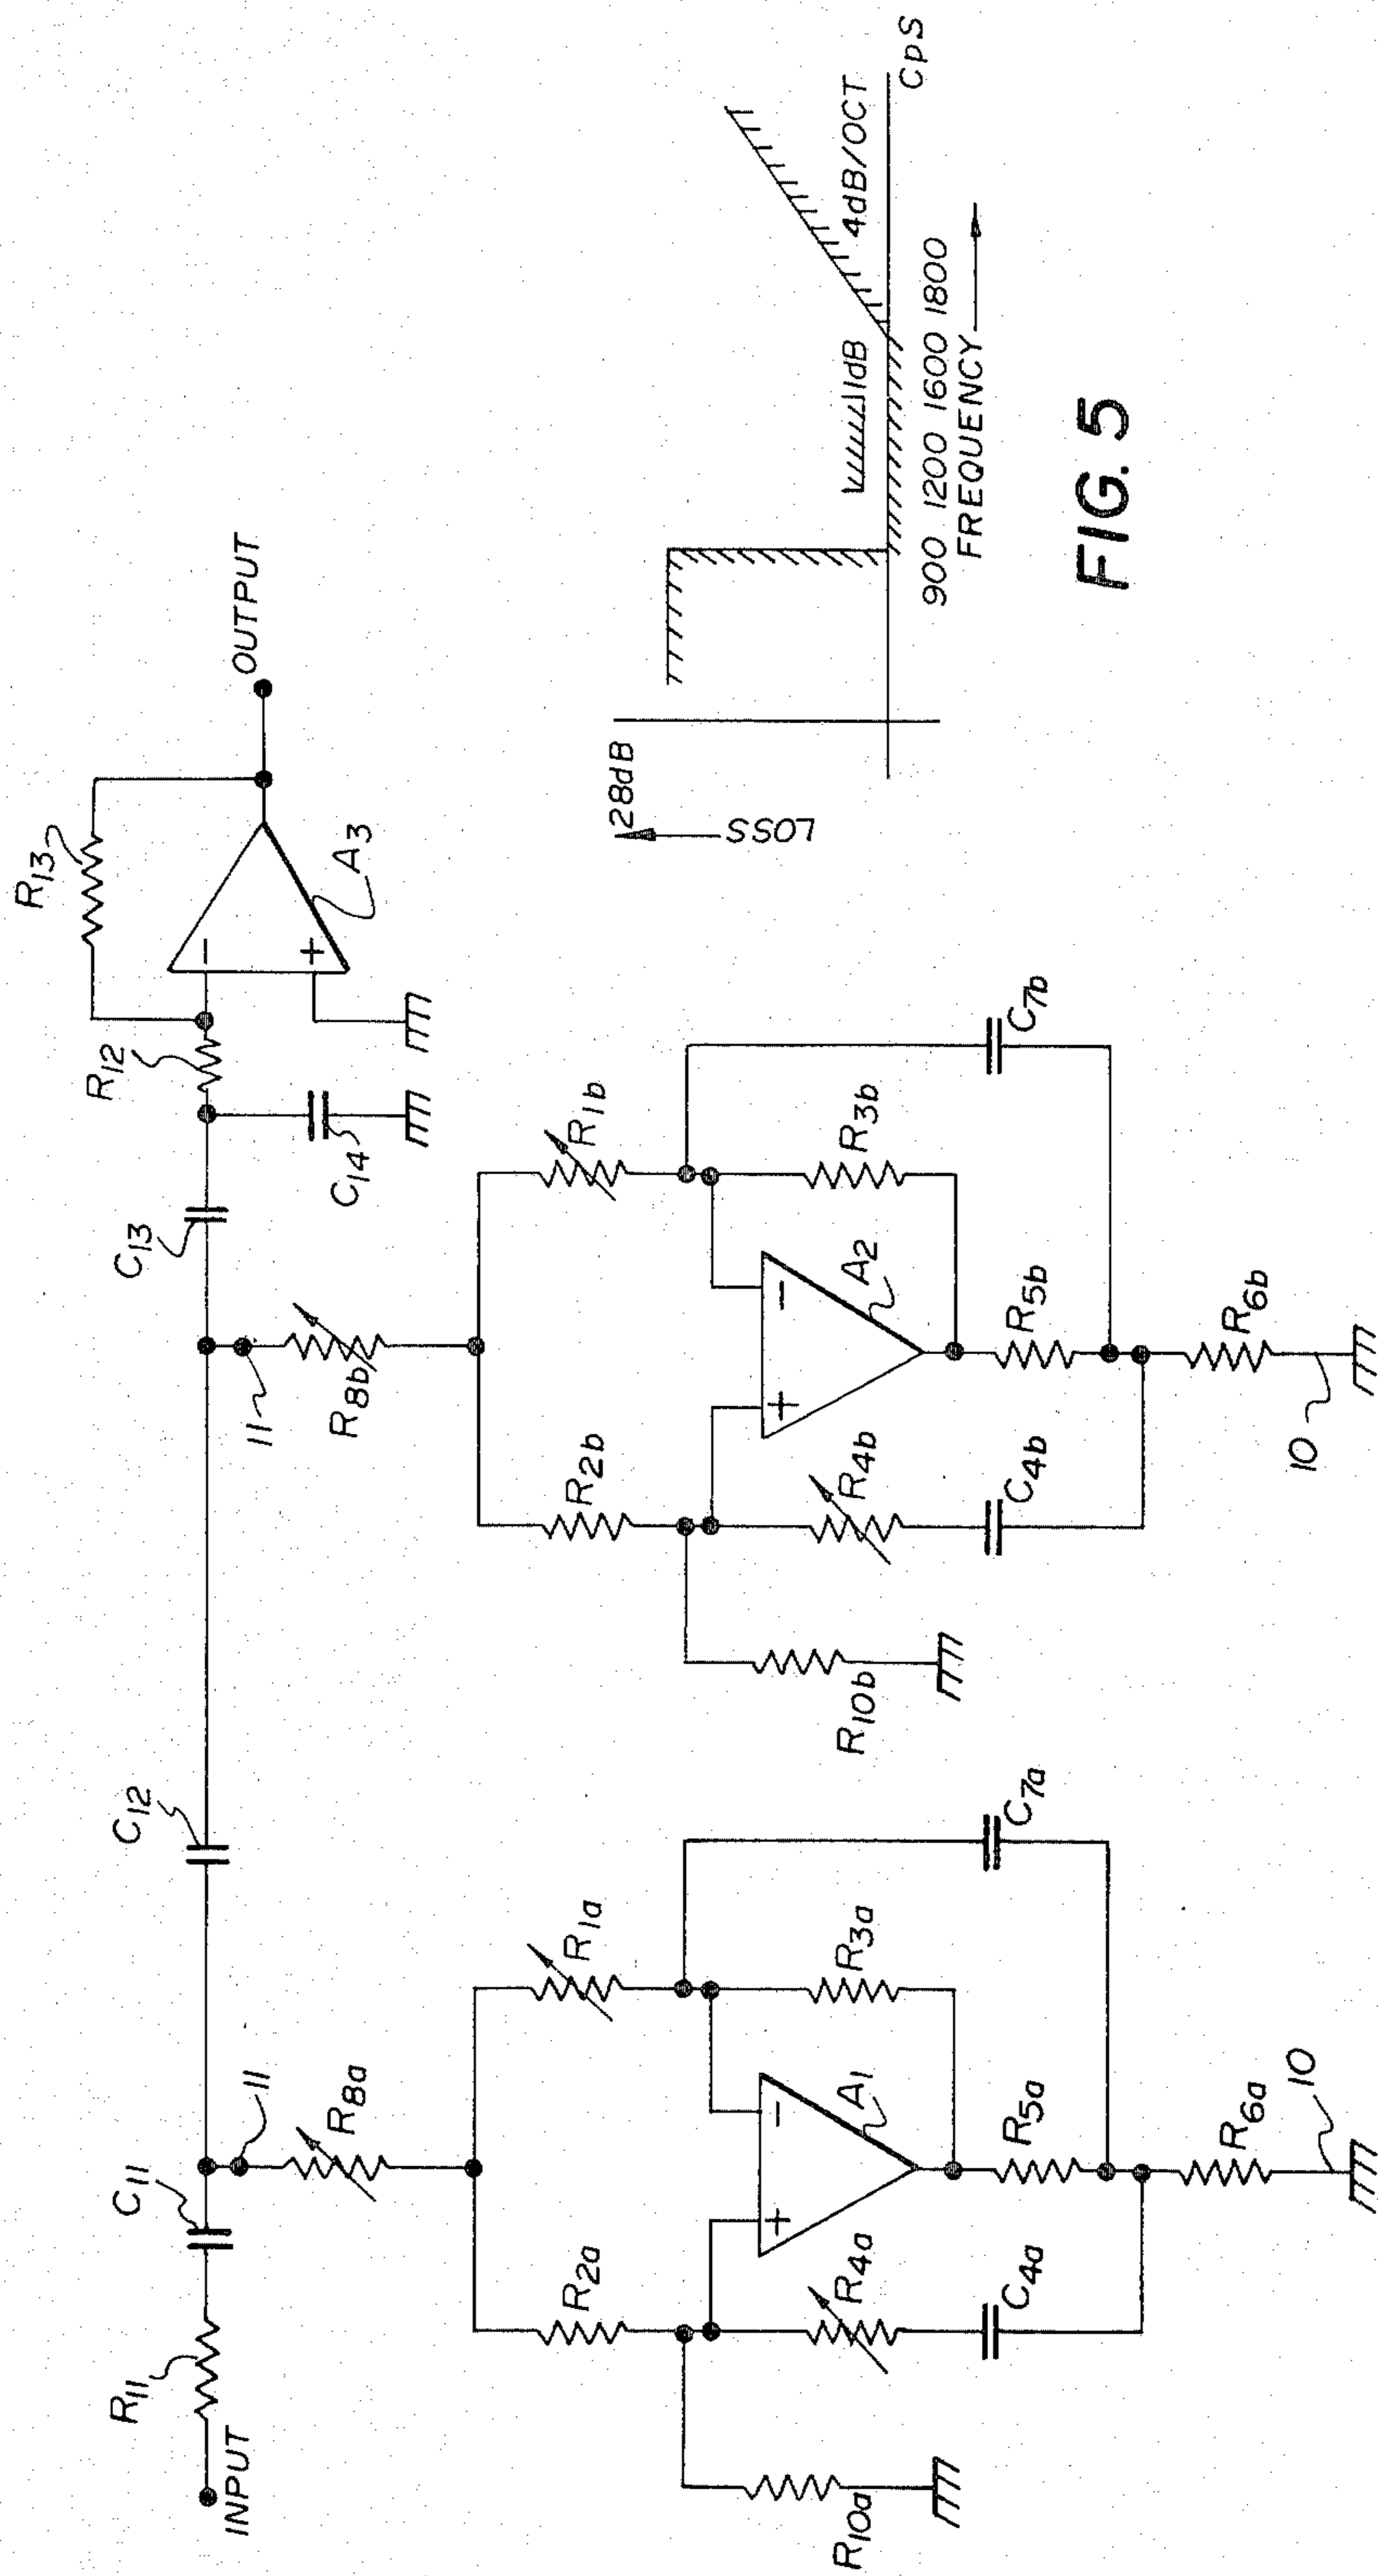 INPUT
R11
C11
11
R8a
R2a
R1a
R10a
R4a
C4a
A1
R3a
C7a
R5a
R6a
10
C12
11
R8b
R2b
R1b
R10b
R4b
C4b
A2
R3b
C7b
R5b
R6b
10
C13
C14
R12
R13
A3
OUTPUT
28dB
LOSS
1dB
4dB/OCT
CpS
900 1200 1600 1800
FREQUENCY
FIG. 5